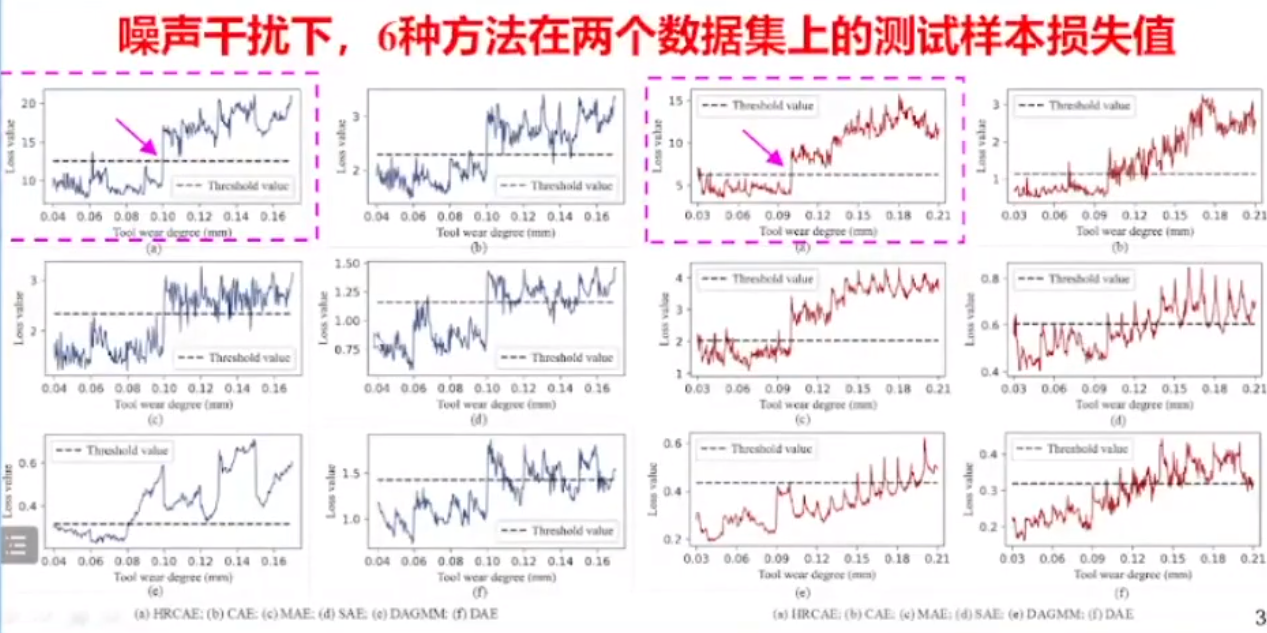 噪声干扰下，6种方法在两个数据集上的测试样本损失值
Loss value
20
15
10
Threshold value
0.04 0.06 0.08 0.10 0.12 0.14 0.16
Tool wear degree (mm)
(a)
Loss value
3
2
Threshold value
0.04 0.06 0.08 0.10 0.12 0.14 0.16
Tool wear degree (mm)
(b)
Loss value
15
10
5
Threshold value
0.03 0.06 0.09 0.12 0.15 0.18 0.21
Tool wear degree (mm)
(a)
Loss value
3
2
1
Threshold value
0.03 0.06 0.09 0.12 0.15 0.18 0.21
Tool wear degree (mm)
(b)
Loss value
3
2
Threshold value
0.04 0.06 0.08 0.10 0.12 0.14 0.16
Tool wear degree (mm)
(c)
Loss value
1.50
1.25
1.00
0.75
Threshold value
0.04 0.06 0.08 0.10 0.12 0.14 0.16
Tool wear degree (mm)
(d)
Loss value
4
3
2
1
Threshold value
0.03 0.06 0.09 0.12 0.15 0.18 0.21
Tool wear degree (mm)
(c)
Loss value
0.8
0.6
0.4
Threshold value
0.03 0.06 0.09 0.12 0.15 0.18 0.21
Tool wear degree (mm)
(d)
Loss value
0.6
0.4
Threshold value
0.04 0.06 0.08 0.10 0.12 0.14 0.16
Tool wear degree (mm)
(e)
Loss value
1.5
1.0
Threshold value
0.04 0.06 0.08 0.10 0.12 0.14 0.16
Tool wear degree (mm)
(f)
Loss value
0.6
0.4
0.2
Threshold value
0.03 0.06 0.09 0.12 0.15 0.18 0.21
Tool wear degree (mm)
(e)
Loss value
0.4
0.3
0.2
Threshold value
0.03 0.06 0.09 0.12 0.15 0.18 0.21
Tool wear degree (mm)
(f)
(a) HRCAE; (b) CAE; (c) MAE; (d) SAE; (e) DAGMM; (f) DAE
(a) HRCAE; (b) CAE; (c) MAE; (d) SAE; (e) DAGMM; (f) DAE
3